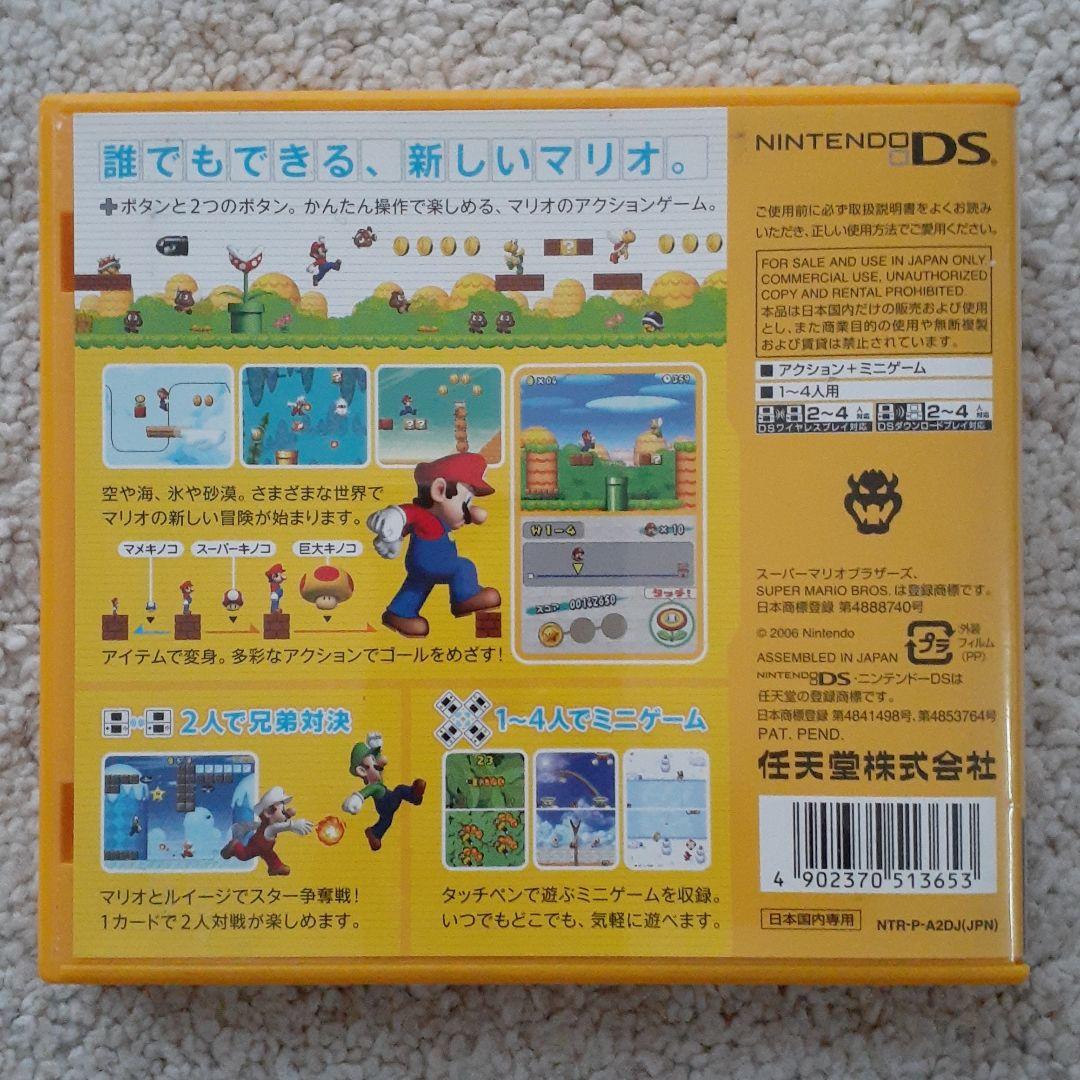 誰でもできる、新しいマリオ。
ボタンと2つのボタン。かんたん操作で楽しめる、マリオのアクションゲーム。
×04
359
空や海、氷や砂漠。さまざまな世界で
マリオの新しい冒険が始まります。
マメキノコ スーパーキノコ 巨大キノコ
アイテムで変身。多彩なアクションでゴールをめざす!
W1-4
×10
タッチ!
スコア 00142650
2人で兄弟対決
マリオとルイージでスター争奪戦!
1カードで2人対戦が楽しめます。
1〜4人でミニゲーム
23
タッチペンで遊ぶミニゲームを収録。
いつでもどこでも、気軽に遊べます。
NINTENDO DS
ご使用前に必ず取扱説明書をよくお読み
いただき、正しい使用方法でご愛用ください。
FOR SALE AND USE IN JAPAN ONLY
COMMERCIAL USE, UNAUTHORIZED
COPY AND RENTAL PROHIBITED.
本品は日本国内だけの販売および使用
とし、また商業目的の使用や無断複製
および賃貸は禁止されています。
■ アクション+ミニゲーム
■ 1〜4人用
2〜4人対応 DSワイヤレスプレイ対応
2〜4人対応 DSダウンロードプレイ対応
スーパーマリオブラザーズ、
SUPER MARIO BROS. は登録商標です。
日本商標登録 第4888740号
© 2006 Nintendo
ASSEMBLED IN JAPAN
プラ
外装
フィルム
(PP)
NINTENDO DS・ニンテンドーDSは
任天堂の登録商標です。
日本商標登録 第4841498号、第4853764号
PAT. PEND.
任天堂株式会社
4 902370 513653
日本国内専用
NTR-P-A2DJ(JPN)